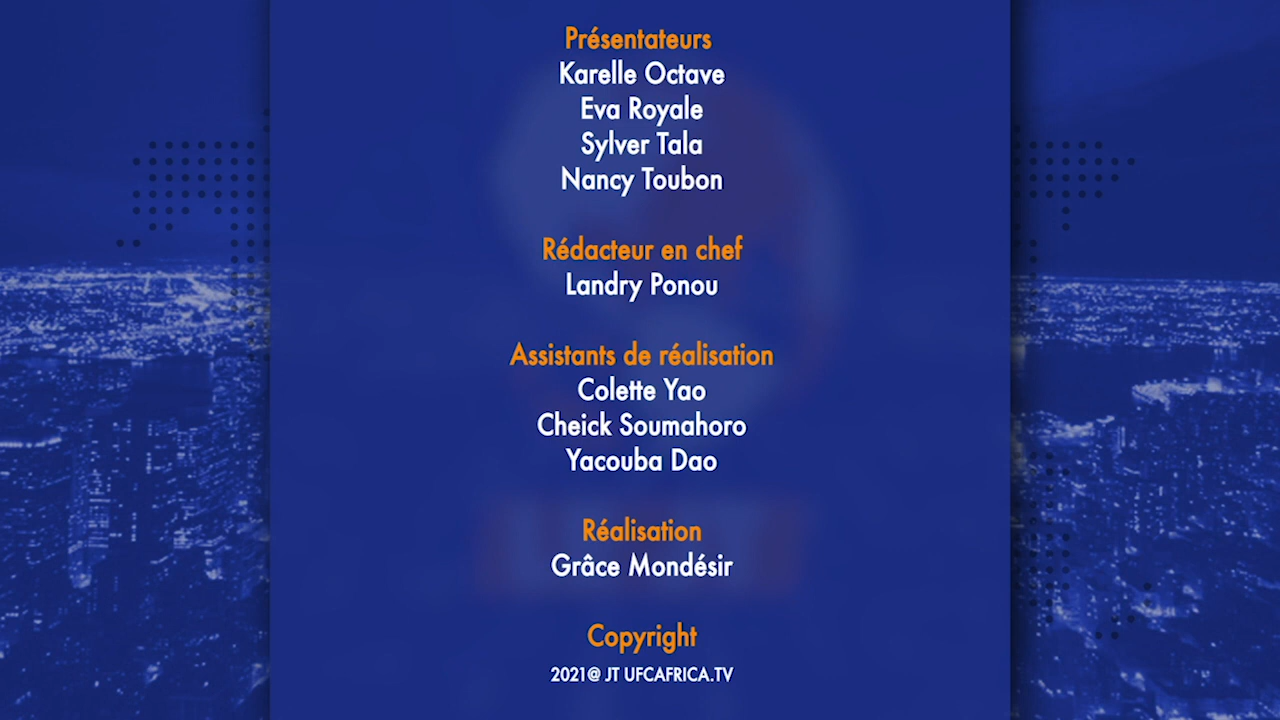 Présentateurs
Karelle Octave
Eva Royale
Sylver Tala
Nancy Toubon
Rédacteur en chef
Landry Ponou
Assistants de réalisation
Colette Yao
Cheick Soumahoro
Yacouba Dao
Réalisation
Grâce Mondésir
Copyright
2021@ JT UFCAFRICA.TV